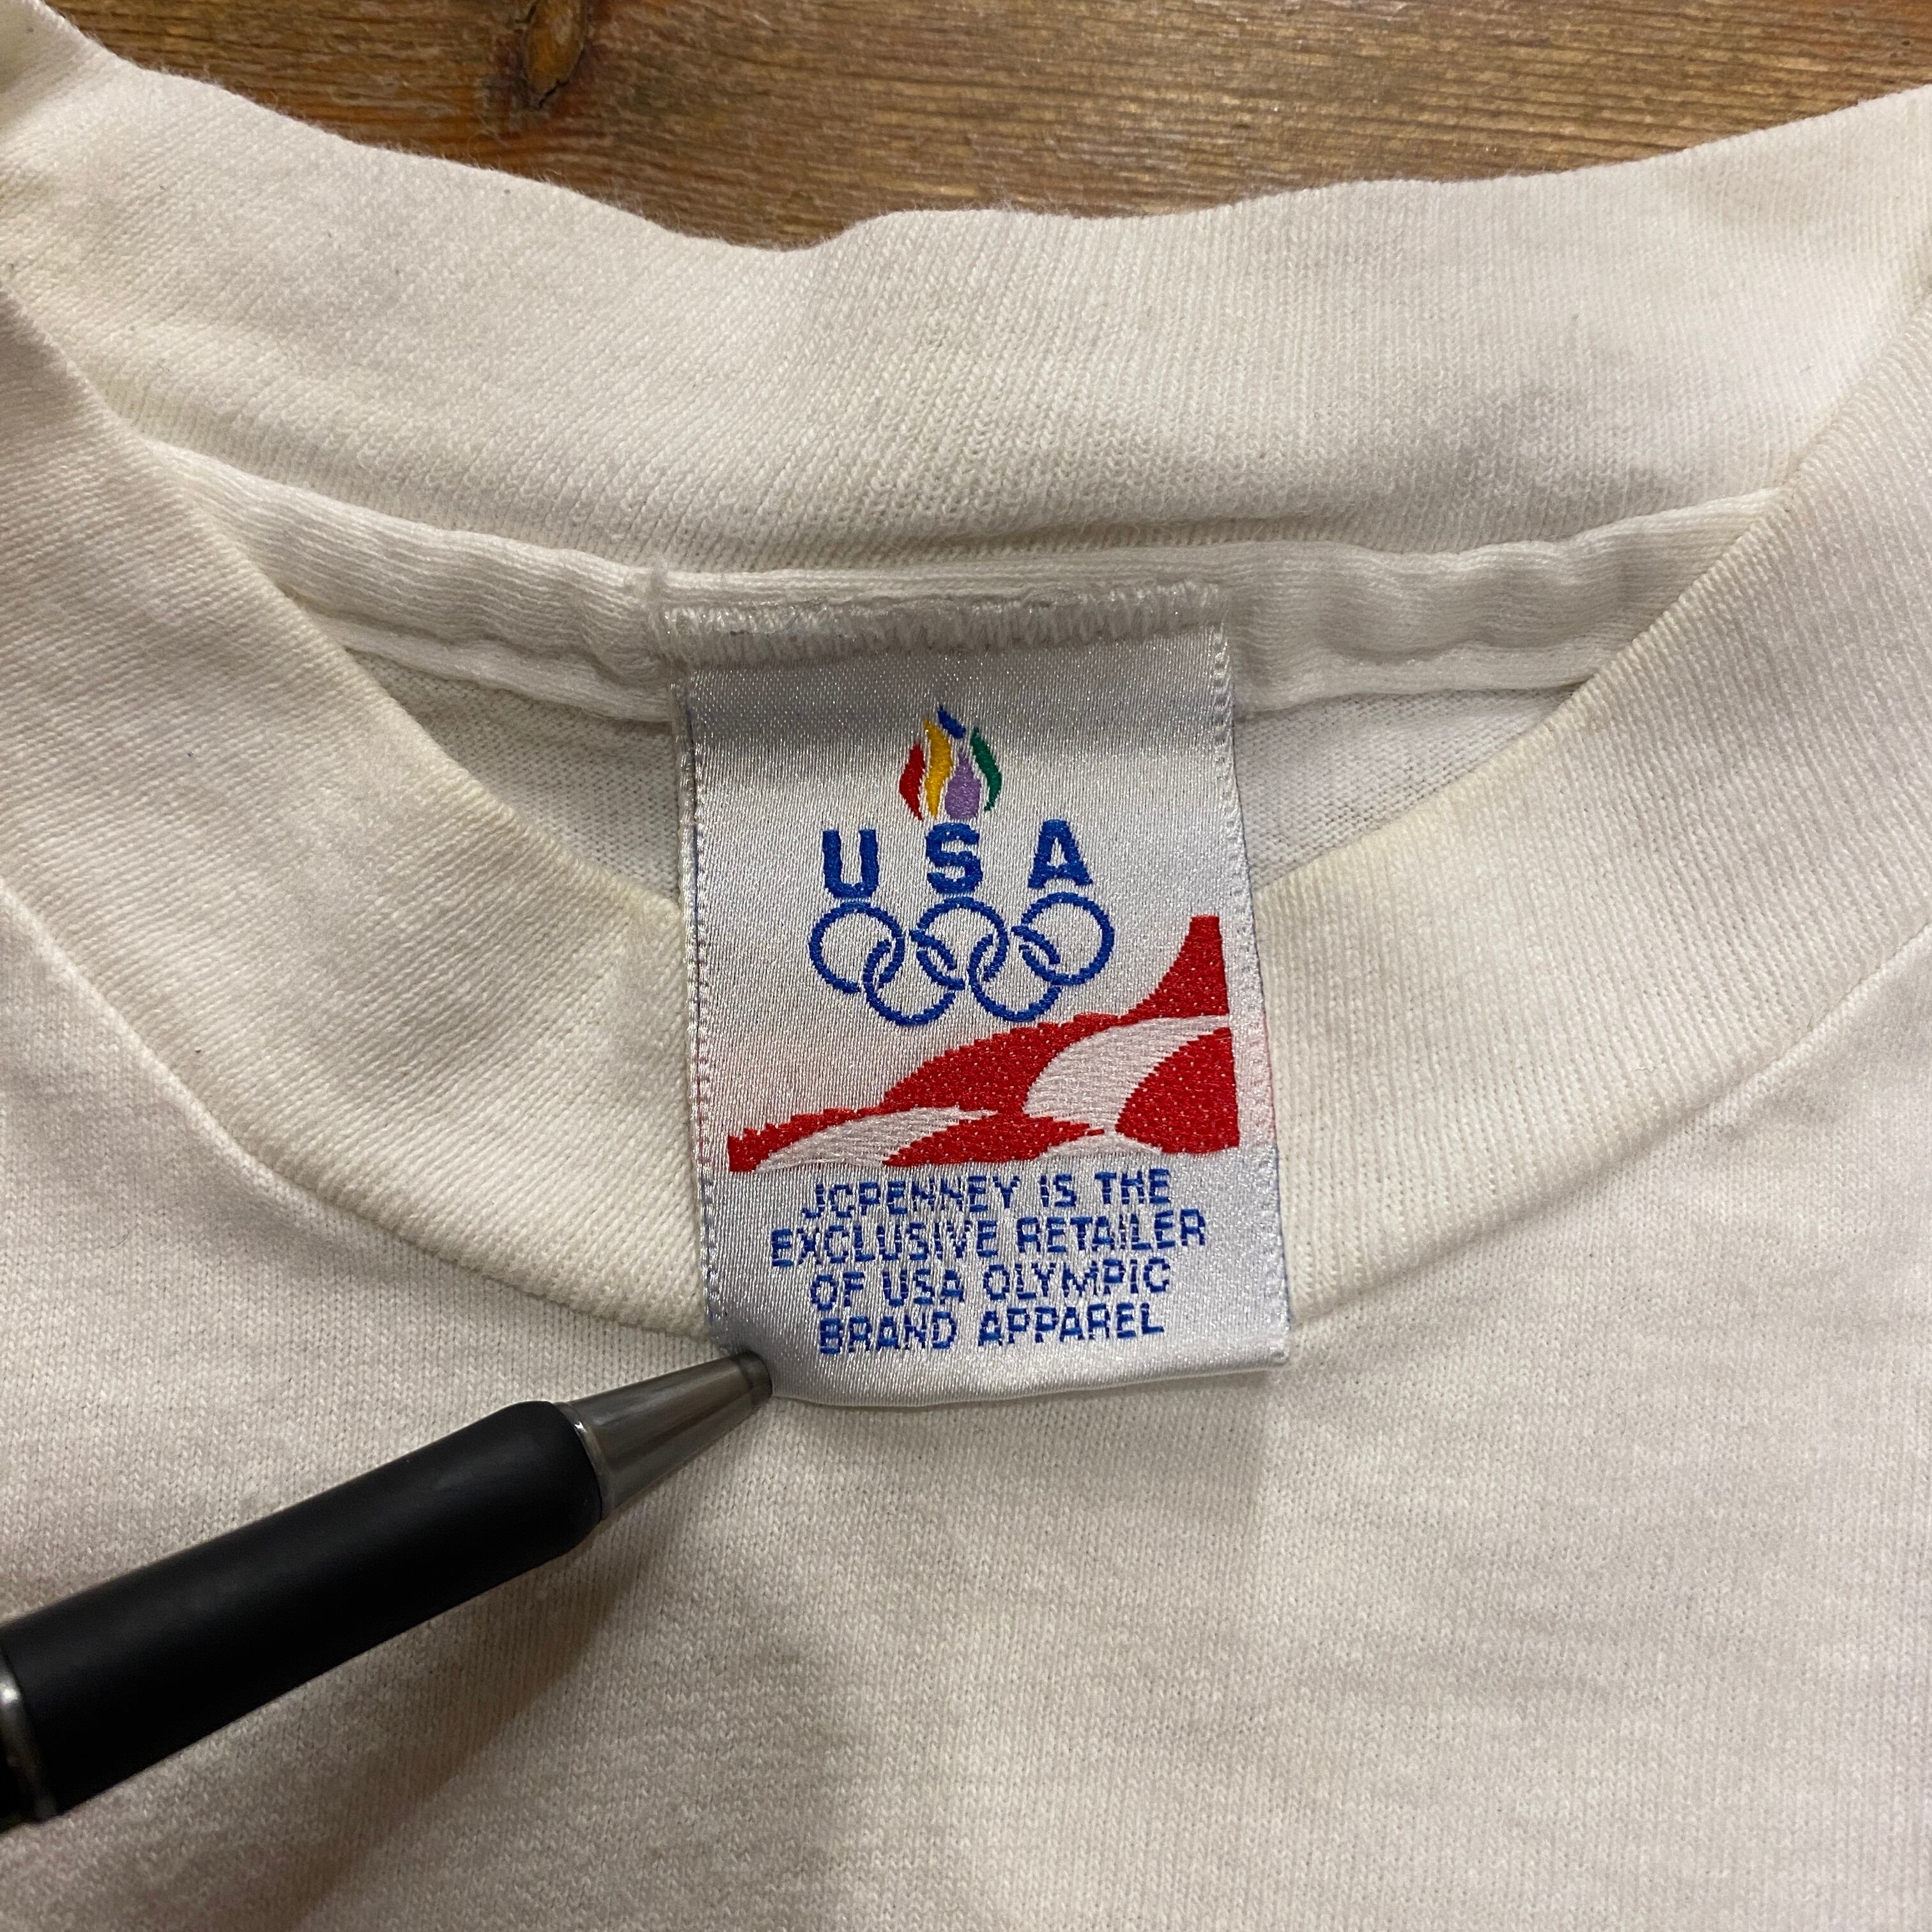 USA
JCPENNEY IS THE
EXCLUSIVE RETAILER
OF USA OLYMPIC
BRAND APPAREL